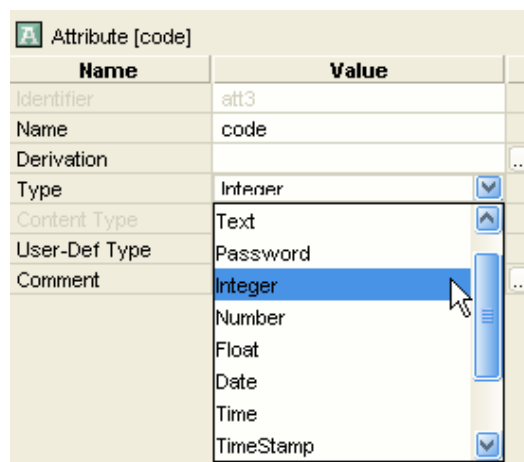 A Attribute [code]
Name Value
Identifier att3
Name code
Derivation ...
Type Integer
Content Type Text
User-Def Type Password
Comment Integer ...
Number
Float
Date
Time
TimeStamp